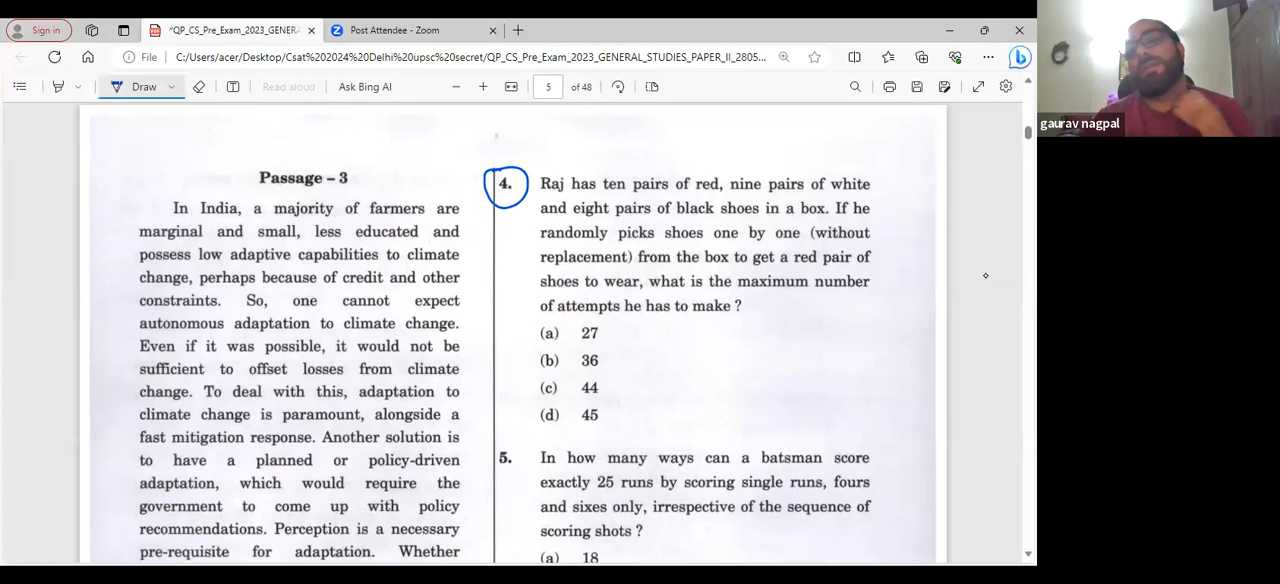 Sign in
*QP_CS_Pre_Exam_2023_GENERA
Post Attendee - Zoom
File
C:/Users/acer/Desktop/Csat%202024%20Delhi%20upsc%20secret/QP_CS_Pre_Exam_2023_GENERAL_STUDIES_PAPER_II_2805...
Draw
Read aloud
Ask Bing AI
5 of 48
gaurav nagpal
Passage – 3
In India, a majority of farmers are
marginal and small, less educated and
possess low adaptive capabilities to climate
change, perhaps because of credit and other
constraints. So, one cannot expect
autonomous adaptation to climate change.
Even if it was possible, it would not be
sufficient to offset losses from climate
change. To deal with this, adaptation to
climate change is paramount, alongside a
fast mitigation response. Another solution is
to have a planned or policy-driven
adaptation, which would require the
government to come up with policy
recommendations. Perception is a necessary
pre-requisite for adaptation. Whether
4. Raj has ten pairs of red, nine pairs of white
and eight pairs of black shoes in a box. If he
randomly picks shoes one by one (without
replacement) from the box to get a red pair of
shoes to wear, what is the maximum number
of attempts he has to make ?
(a) 27
(b) 36
(c) 44
(d) 45
5. In how many ways can a batsman score
exactly 25 runs by scoring single runs, fours
and sixes only, irrespective of the sequence of
scoring shots ?
(a) 18